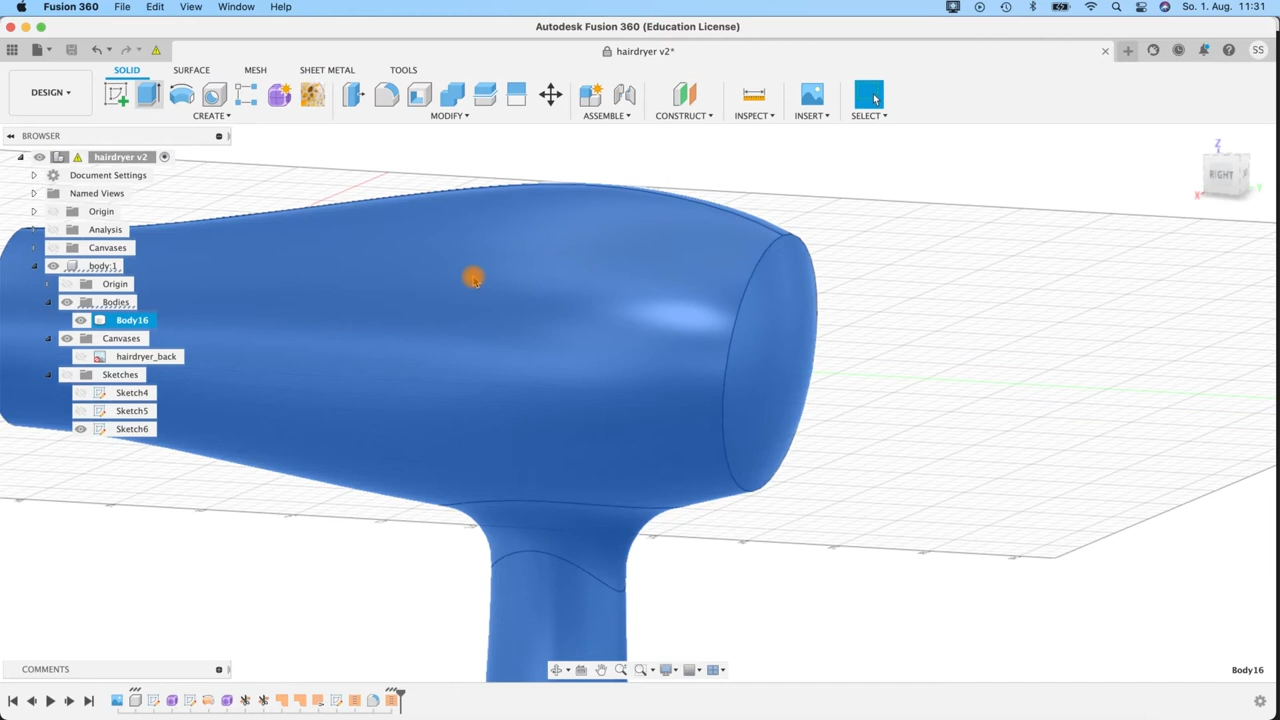 Fusion 360 File Edit View Window Help So. 1. Aug. 11:31
Autodesk Fusion 360 (Education License)
hairdryer v2*
SS
SOLID SURFACE MESH SHEET METAL TOOLS
DESIGN
CREATE MODIFY ASSEMBLE CONSTRUCT INSPECT INSERT SELECT
BROWSER
hairdryer v2
Document Settings
Named Views
Origin
Analysis
Canvases
body:1
Origin
Bodies
Body16
Canvases
hairdryer_back
Sketches
Sketch4
Sketch5
Sketch6
Z
RIGHT
X
Y
COMMENTS
Body16